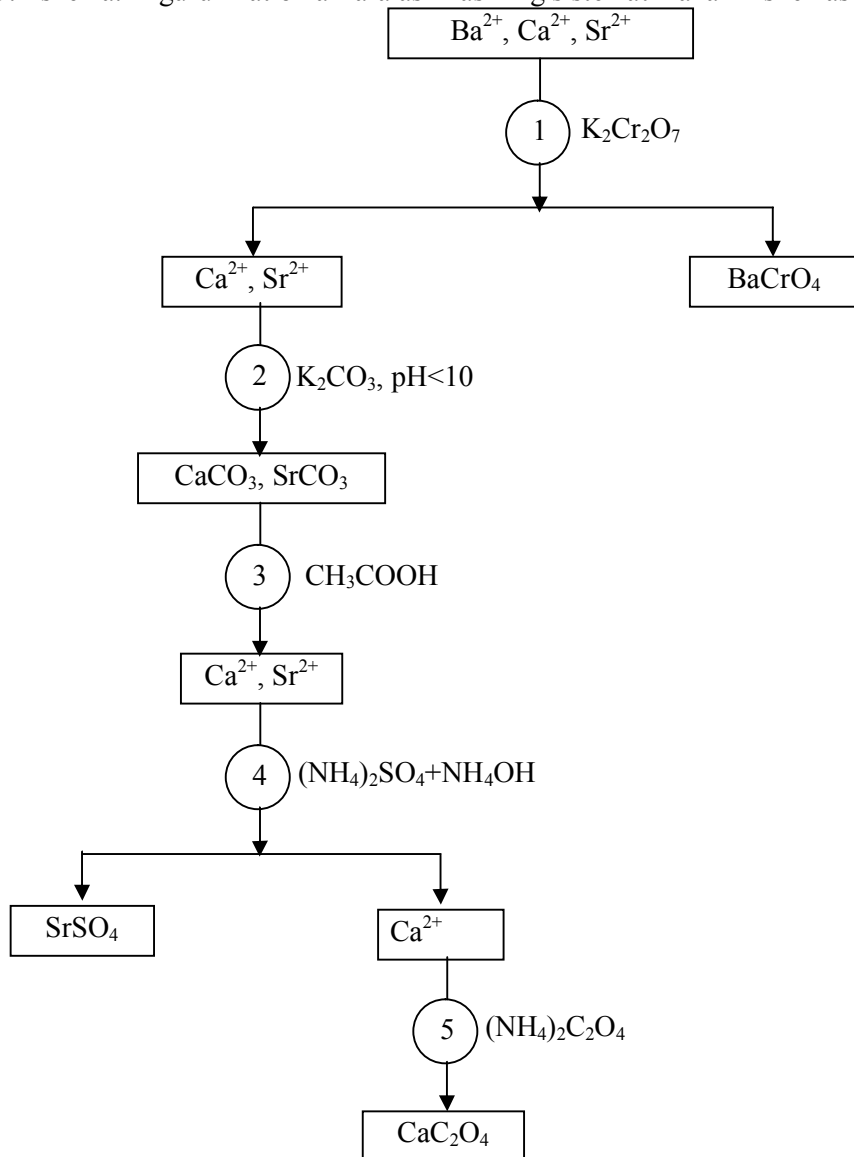 Ba²⁺, Ca²⁺, Sr²⁺
1 K₂Cr₂O₇
Ca²⁺, Sr²⁺
BaCrO₄
2 K₂CO₃, pH<10
CaCO₃, SrCO₃
3 CH₃COOH
Ca²⁺, Sr²⁺
4 (NH₄)₂SO₄+NH₄OH
SrSO₄
Ca²⁺
5 (NH₄)₂C₂O₄
CaC₂O₄